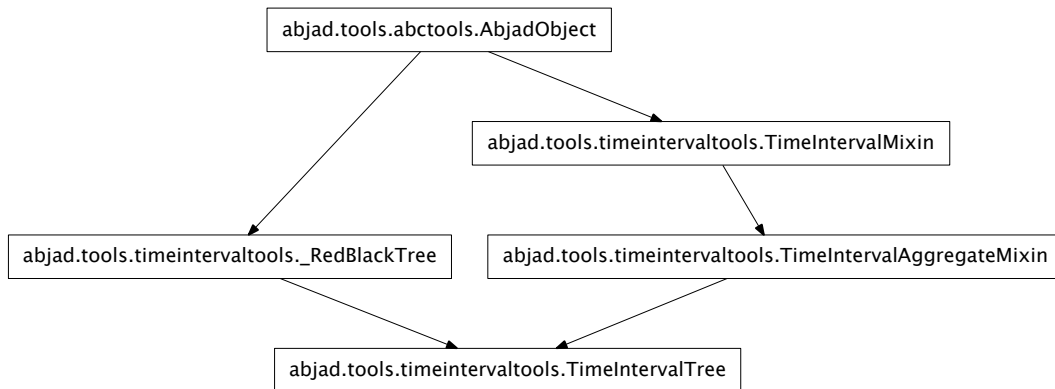 abjad.tools.abctools.AbjadObject
abjad.tools.timeintervaltools.TimeIntervalMixin
abjad.tools.timeintervaltools._RedBlackTree
abjad.tools.timeintervaltools.TimeIntervalAggregateMixin
abjad.tools.timeintervaltools.TimeIntervalTree